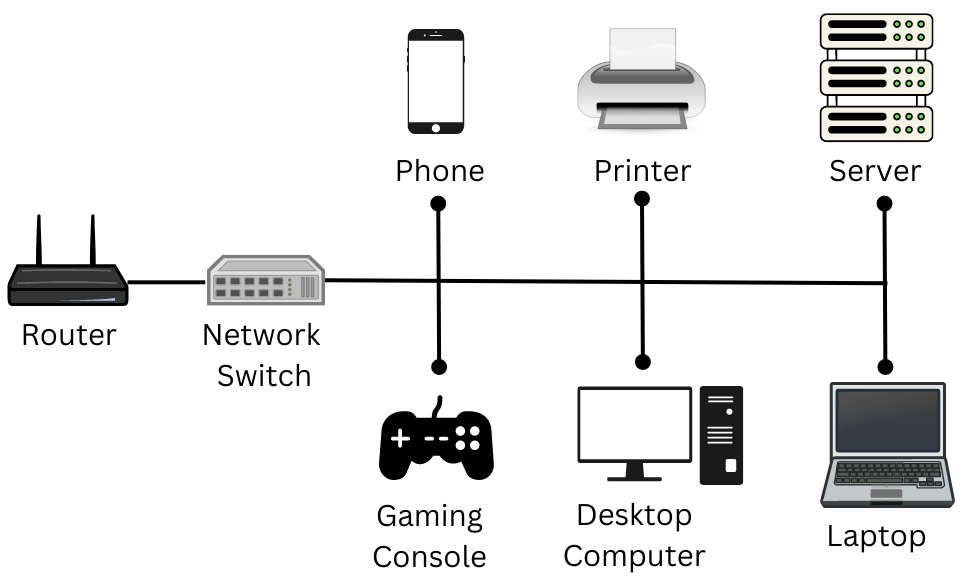 Phone
Printer
Server
Router
Network
Switch
Gaming
Console
Desktop
Computer
Laptop